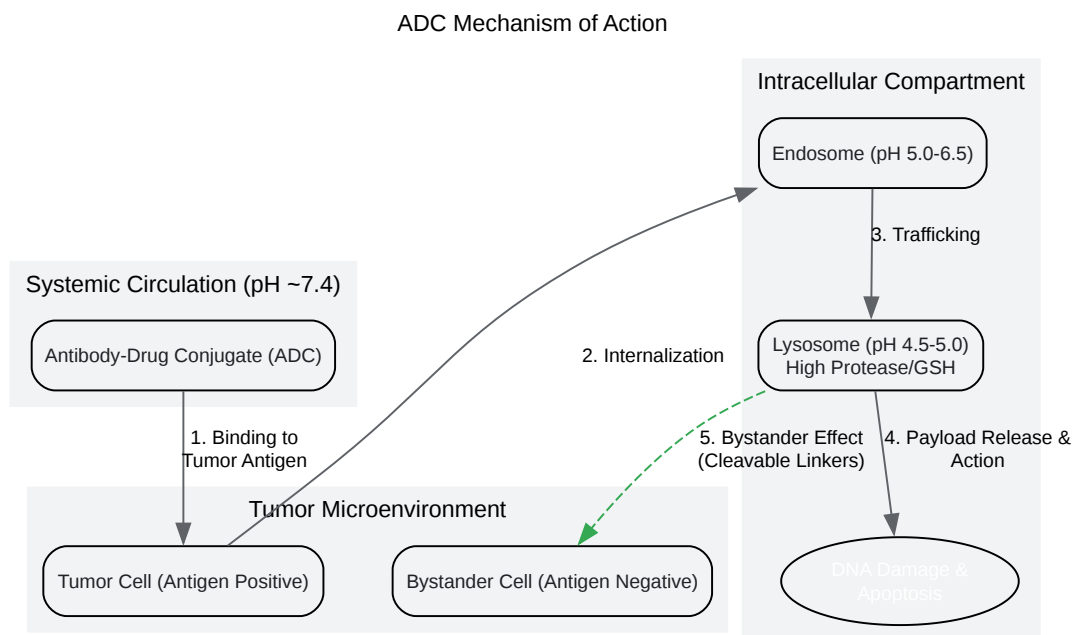 ADC Mechanism of Action
Intracellular Compartment
Endosome (pH 5.0-6.5)
3. Trafficking
Systemic Circulation (pH ~7.4)
Antibody-Drug Conjugate (ADC)
2. Internalization
Lysosome (pH 4.5-5.0)
High Protease/GSH
1. Binding to
Tumor Antigen
5. Bystander Effect
(Cleavable Linkers)
4. Payload Release &
Action
Tumor Microenvironment
Tumor Cell (Antigen Positive)
Bystander Cell (Antigen Negative)
DNA Damage &
Apoptosis